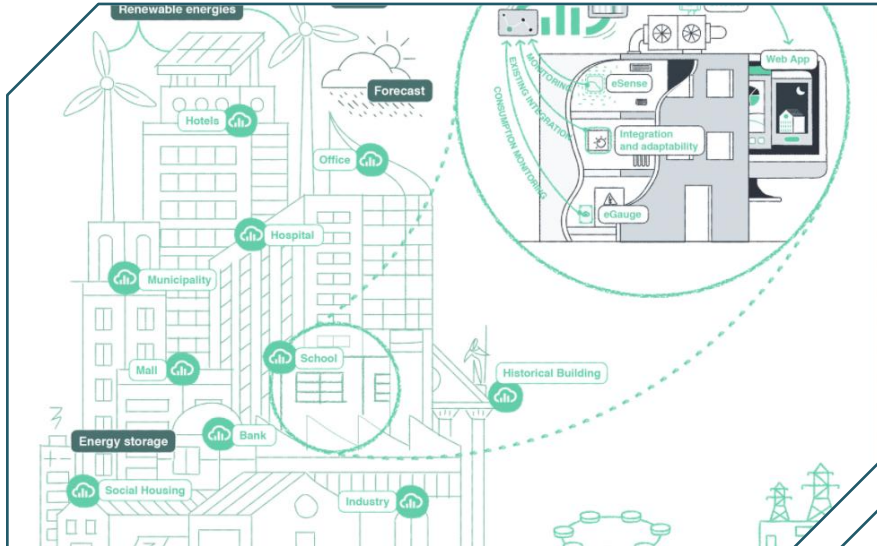 Renewable energies
Forecast
Hotels
Office
Hospital
Municipality
School
Mall
Historical Building
Bank
Energy storage
Social Housing
Industry
Web App
MONITORING
eSense
EXISTING INTEGRATION
Integration
and adaptability
CONSUMPTION MONITORING
eGauge